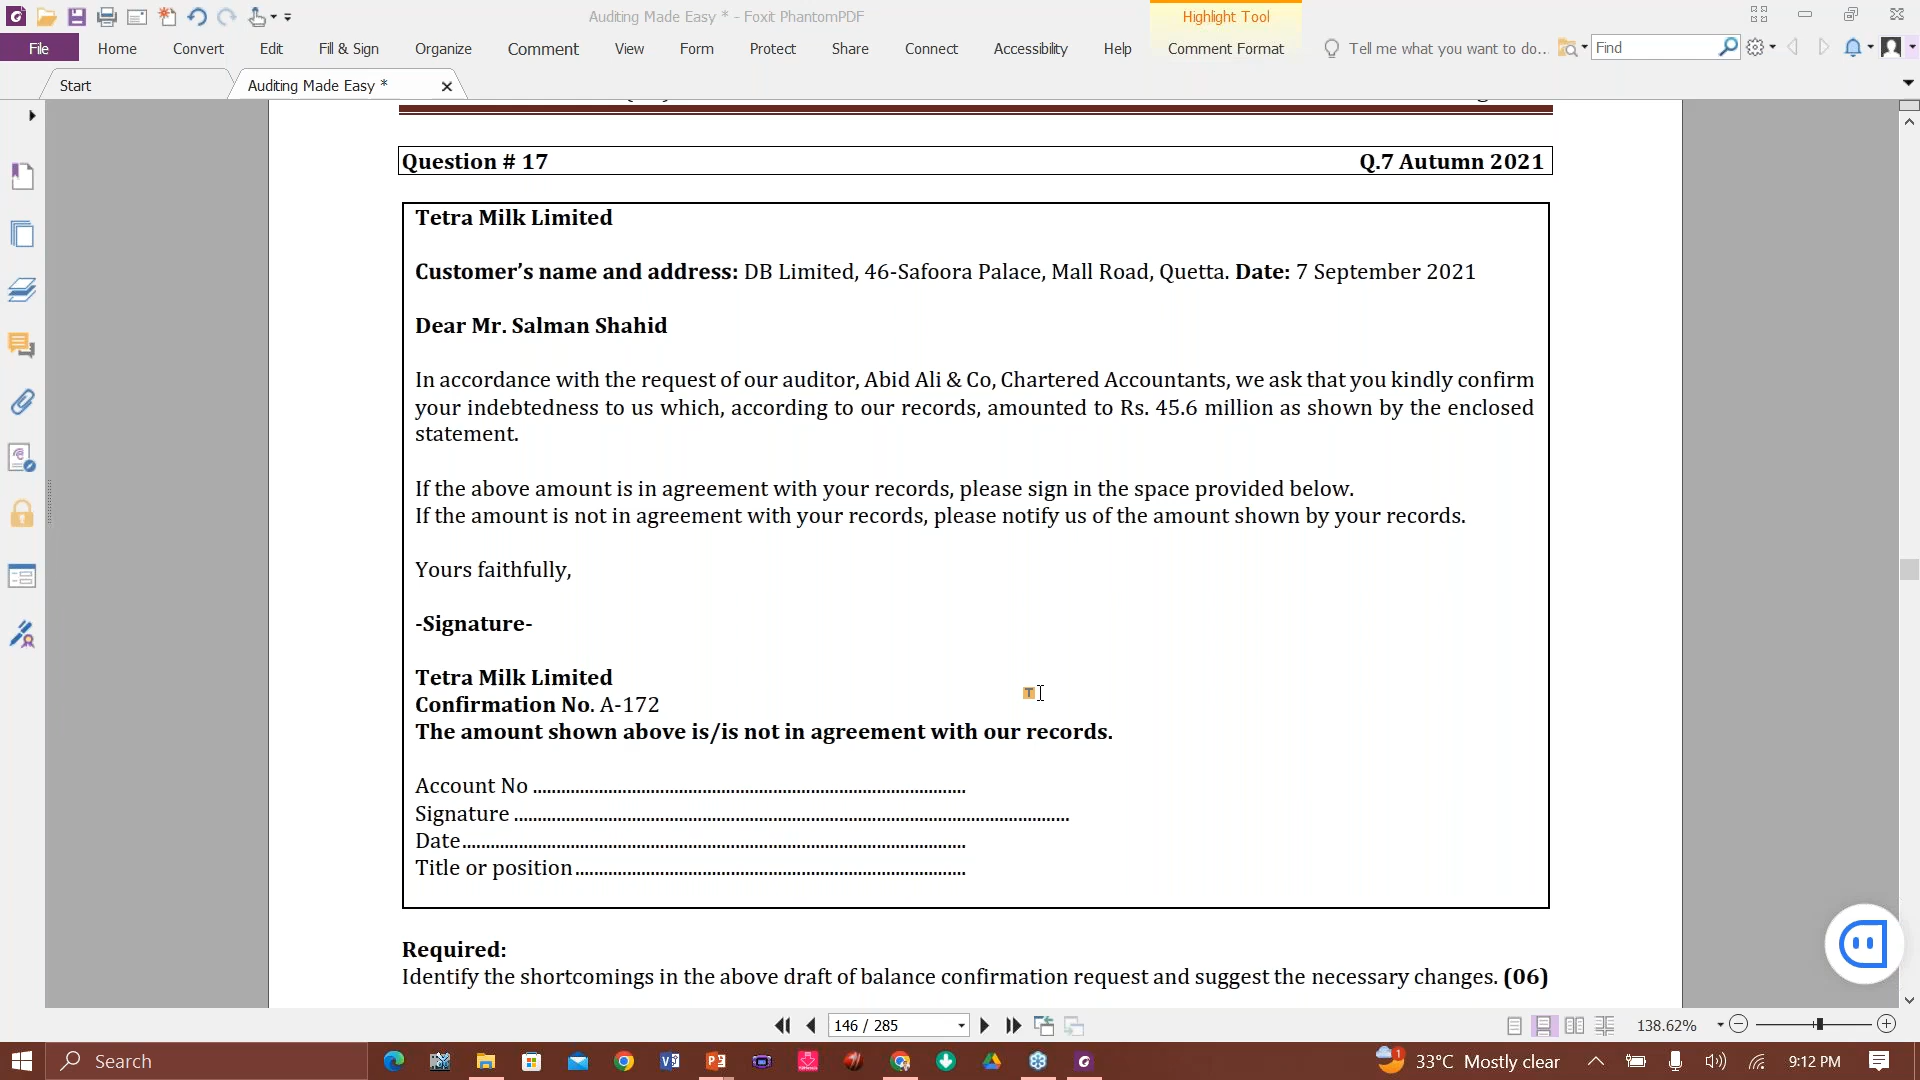 Auditing Made Easy * - Foxit PhantomPDF
Highlight Tool
File Home Convert Edit Fill & Sign Organize Comment View Form Protect Share Connect Accessibility Help Comment Format Tell me what you want to do... Find
Start Auditing Made Easy *
Question # 17 Q.7 Autumn 2021
Tetra Milk Limited
Customer's name and address: DB Limited, 46-Safoora Palace, Mall Road, Quetta. Date: 7 September 2021
Dear Mr. Salman Shahid
In accordance with the request of our auditor, Abid Ali & Co, Chartered Accountants, we ask that you kindly confirm
your indebtedness to us which, according to our records, amounted to Rs. 45.6 million as shown by the enclosed
statement.
If the above amount is in agreement with your records, please sign in the space provided below.
If the amount is not in agreement with your records, please notify us of the amount shown by your records.
Yours faithfully,
-Signature-
Tetra Milk Limited
Confirmation No. A-172
The amount shown above is/is not in agreement with our records.
Account No ............................................................................................
Signature ......................................................................................................................
Date...........................................................................................................
Title or position...................................................................................
Required:
Identify the shortcomings in the above draft of balance confirmation request and suggest the necessary changes. (06)
146 / 285 138.62%
Search 33°C Mostly clear 9:12 PM